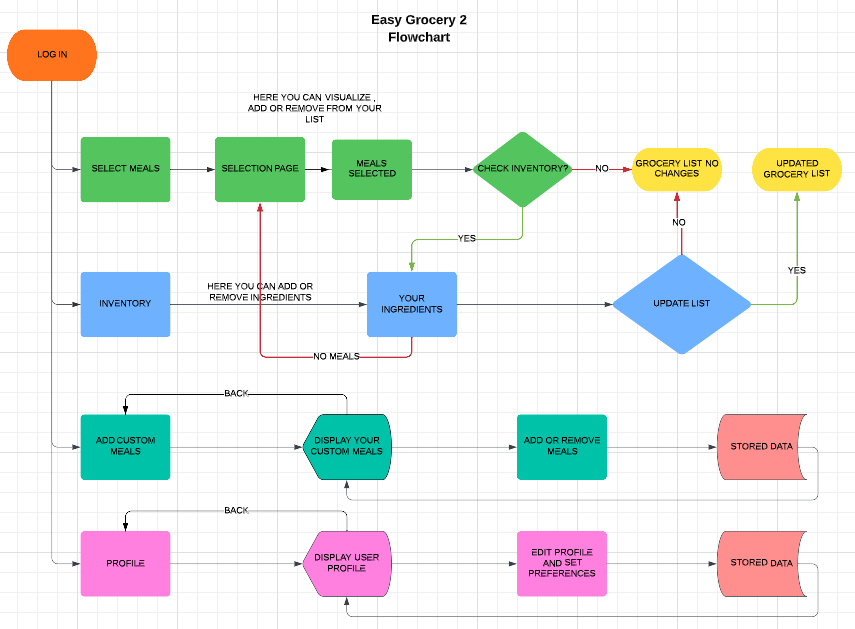 Easy Grocery 2
Flowchart
LOG IN
HERE YOU CAN VISUALIZE ,
ADD OR REMOVE FROM YOUR
LIST
SELECT MEALS
SELECTION PAGE
MEALS
SELECTED
CHECK INVENTORY?
NO
GROCERY LIST NO
CHANGES
UPDATED
GROCERY LIST
YES
NO
YES
INVENTORY
HERE YOU CAN ADD OR
REMOVE INGREDIENTS
YOUR
INGREDIENTS
UPDATE LIST
NO MEALS
BACK
ADD CUSTOM
MEALS
DISPLAY YOUR
CUSTOM MEALS
ADD OR REMOVE
MEALS
STORED DATA
BACK
PROFILE
DISPLAY USER
PROFILE
EDIT PROFILE
AND SET
PREFERENCES
STORED DATA